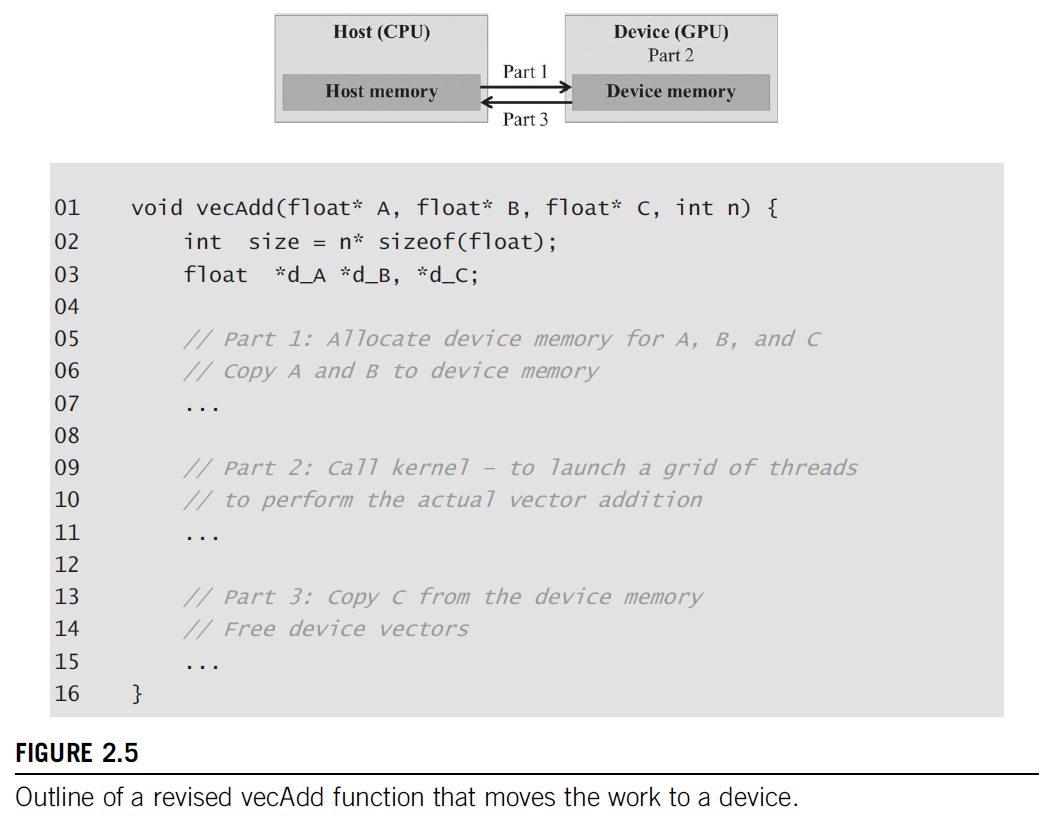 Host (CPU)
Device (GPU)
Part 2
Part 1
Host memory
Device memory
Part 3
01 void vecAdd(float* A, float* B, float* C, int n) {
02 int size = n* sizeof(float);
03 float *d_A *d_B, *d_C;
04
05 // Part 1: Allocate device memory for A, B, and C
06 // Copy A and B to device memory
07 ...
08
09 // Part 2: Call kernel – to launch a grid of threads
10 // to perform the actual vector addition
11 ...
12
13 // Part 3: Copy C from the device memory
14 // Free device vectors
15 ...
16 }
FIGURE 2.5
Outline of a revised vecAdd function that moves the work to a device.